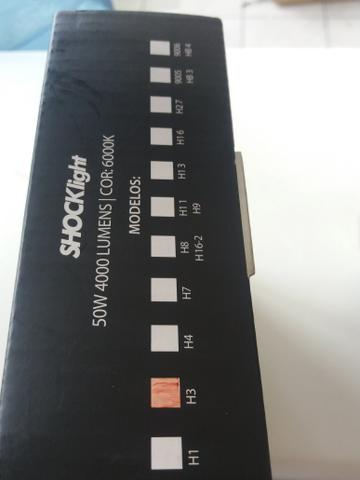 SHOCKlight
50W 4000 LUMENS | COR: 6000K
MODELOS:
H1
H3
H4
H7
H8
H16-2
H11
H9
H13
H16
H27
9005
HB3
9006
HB4